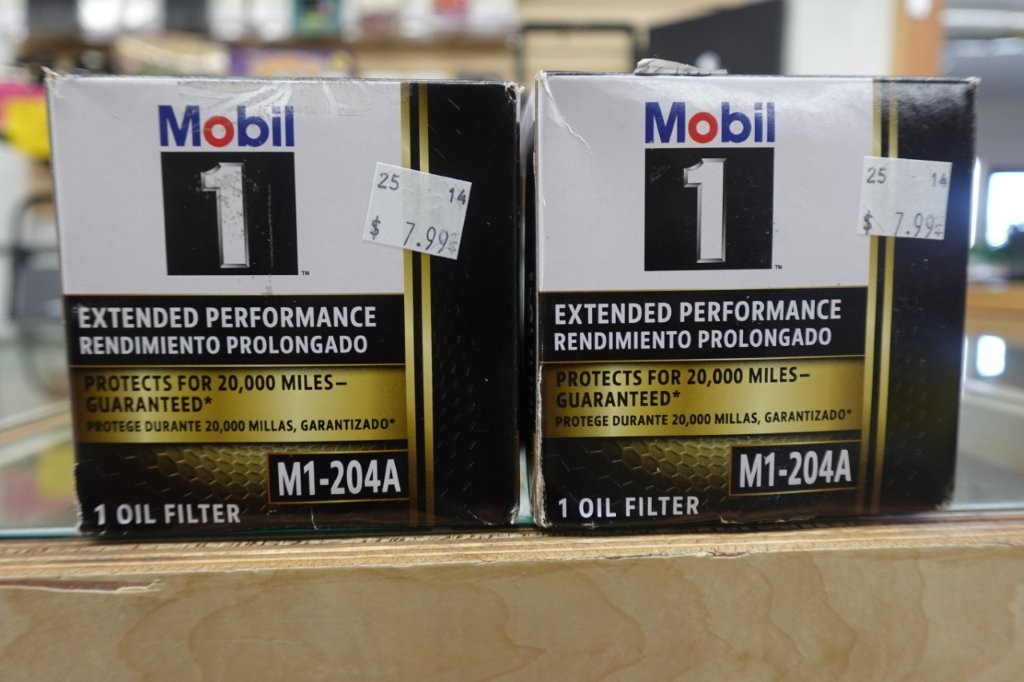 Mobil
1
™
25 14
$ 7.99
EXTENDED PERFORMANCE
RENDIMIENTO PROLONGADO
PROTECTS FOR 20,000 MILES–
GUARANTEED*
PROTEGE DURANTE 20,000 MILLAS, GARANTIZADO*
M1-204A
1 OIL FILTER
Mobil
1
™
25 14
$ 7.99
EXTENDED PERFORMANCE
RENDIMIENTO PROLONGADO
PROTECTS FOR 20,000 MILES–
GUARANTEED*
PROTEGE DURANTE 20,000 MILLAS, GARANTIZADO*
M1-204A
1 OIL FILTER